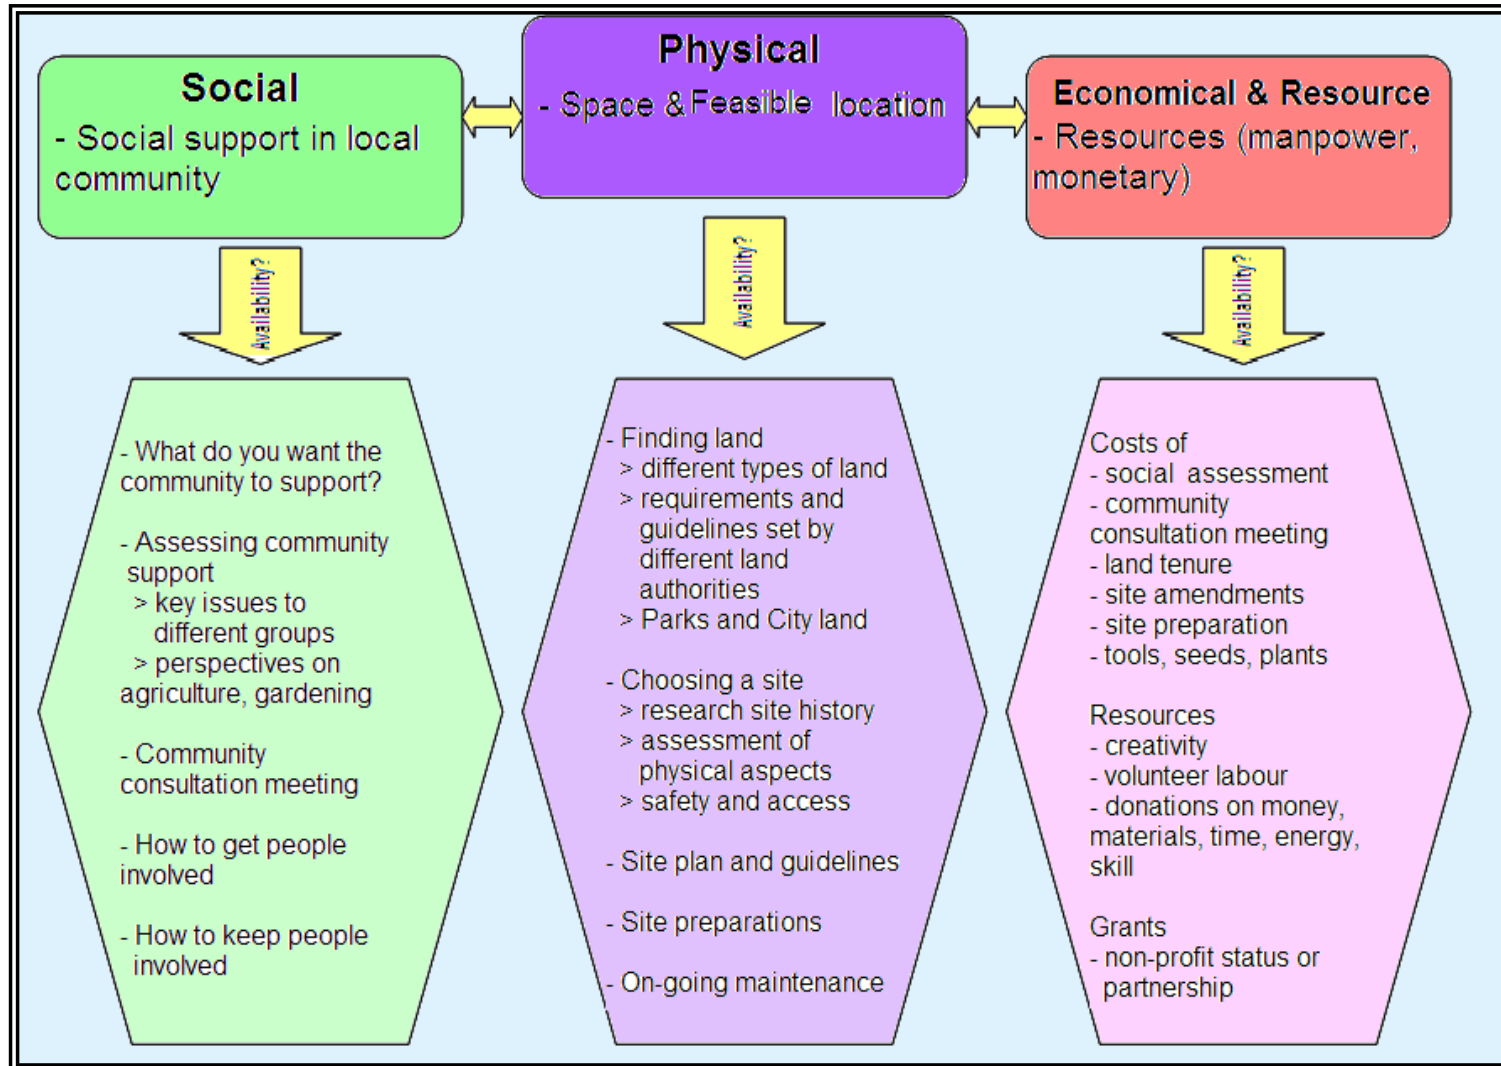 Social
- Social support in local
community
Physical
- Space & Feasible location
Economical & Resource
- Resources (manpower,
monetary)
Availability?
Availability?
Availability?
- What do you want the
community to support?
- Assessing community
support
> key issues to
different groups
> perspectives on
agriculture, gardening
- Community
consultation meeting
- How to get people
involved
- How to keep people
involved
- Finding land
> different types of land
> requirements and
guidelines set by
different land
authorities
> Parks and City land
- Choosing a site
> research site history
> assessment of
physical aspects
> safety and access
- Site plan and guidelines
- Site preparations
- On-going maintenance
Costs of
- social assessment
- community
consultation meeting
- land tenure
- site amendments
- site preparation
- tools, seeds, plants
Resources
- creativity
- volunteer labour
- donations on money,
materials, time, energy,
skill
Grants
- non-profit status or
partnership